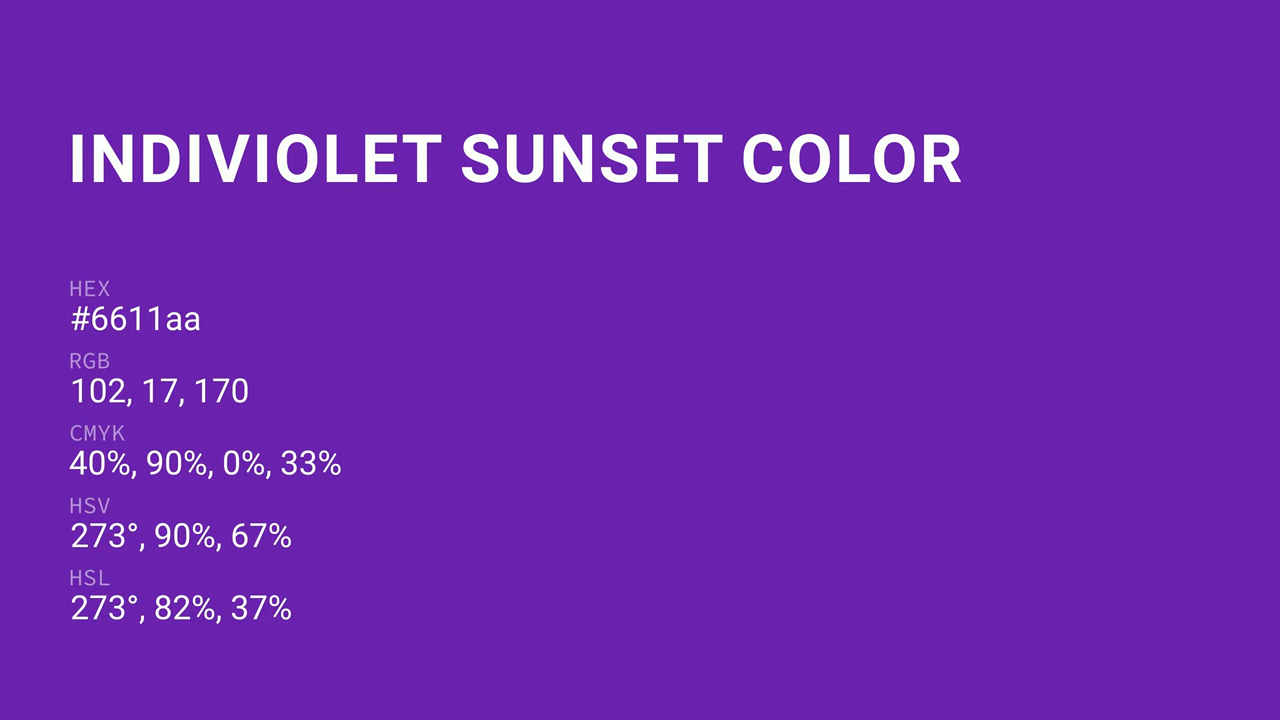 INDIVIOLET SUNSET COLOR
HEX
#6611aa
RGB
102, 17, 170
CMYK
40%, 90%, 0%, 33%
HSV
273°, 90%, 67%
HSL
273°, 82%, 37%